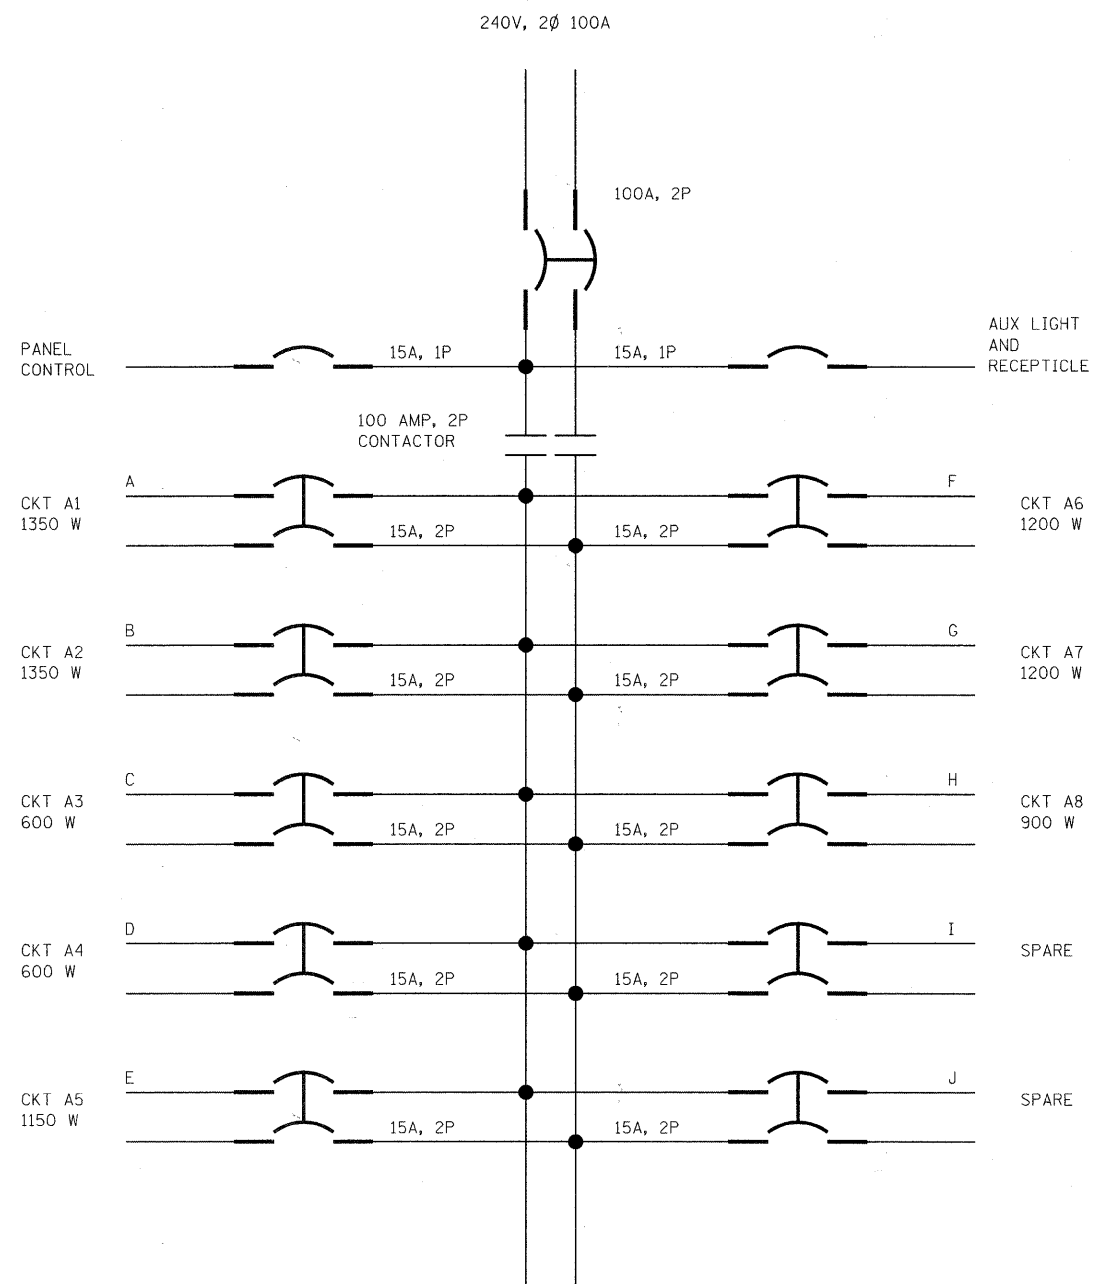 240V, 2Ø 100A
100A, 2P
PANEL
CONTROL
15A, 1P
15A, 1P
AUX LIGHT
AND
RECEPTICLE
100 AMP, 2P
CONTACTOR
A
CKT A1
1350 W
15A, 2P
15A, 2P
F
CKT A6
1200 W
B
CKT A2
1350 W
15A, 2P
15A, 2P
G
CKT A7
1200 W
C
CKT A3
600 W
15A, 2P
15A, 2P
H
CKT A8
900 W
D
CKT A4
600 W
15A, 2P
15A, 2P
I
SPARE
E
CKT A5
1150 W
15A, 2P
15A, 2P
J
SPARE